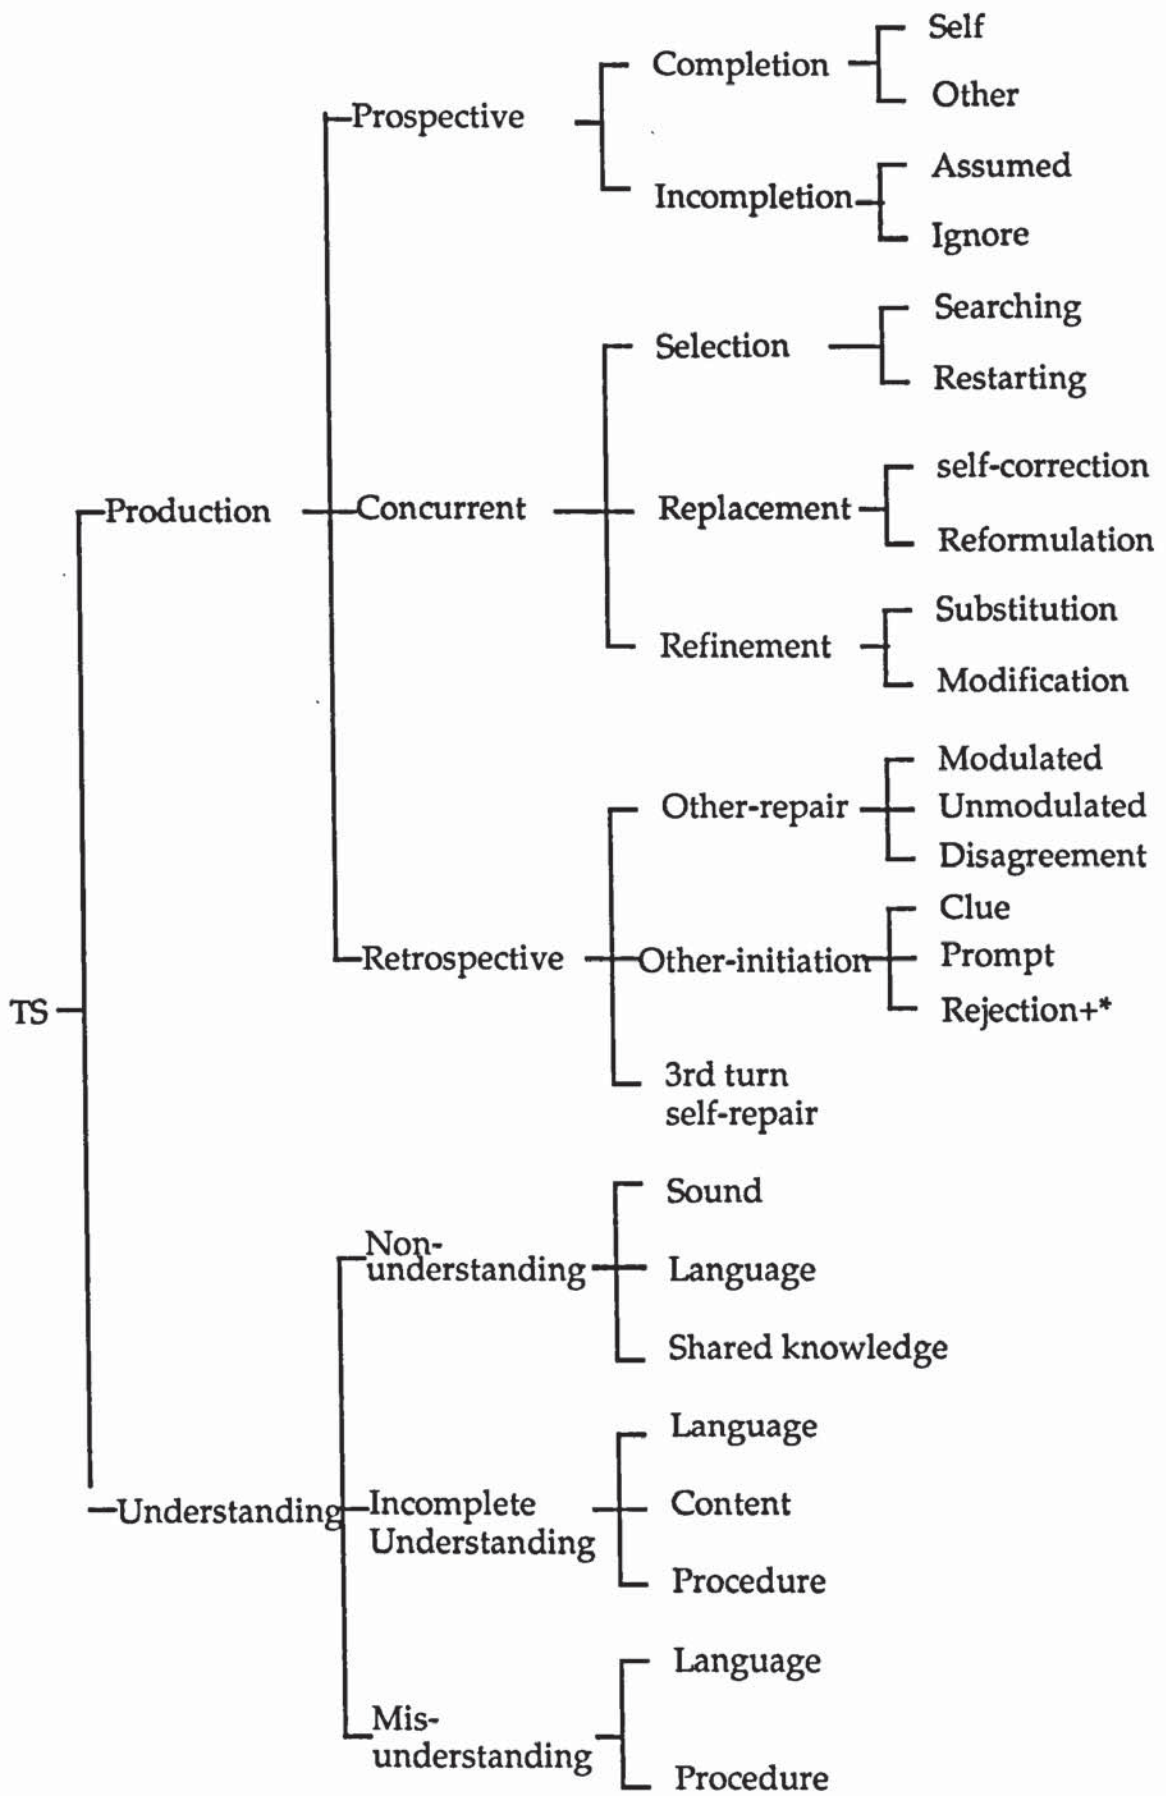 Self
Completion
Other
Prospective
Assumed
Incompletion
Ignore
Searching
Selection
Restarting
self-correction
Production
Concurrent
Replacement
Reformulation
Substitution
Refinement
Modification
Modulated
Other-repair
Unmodulated
Disagreement
Clue
Retrospective
Other-initiation
Prompt
Rejection+*
TS
3rd turn
self-repair
Sound
Non-
understanding
Language
Shared knowledge
Language
Understanding
Incomplete
Understanding
Content
Procedure
Language
Mis-
understanding
Procedure